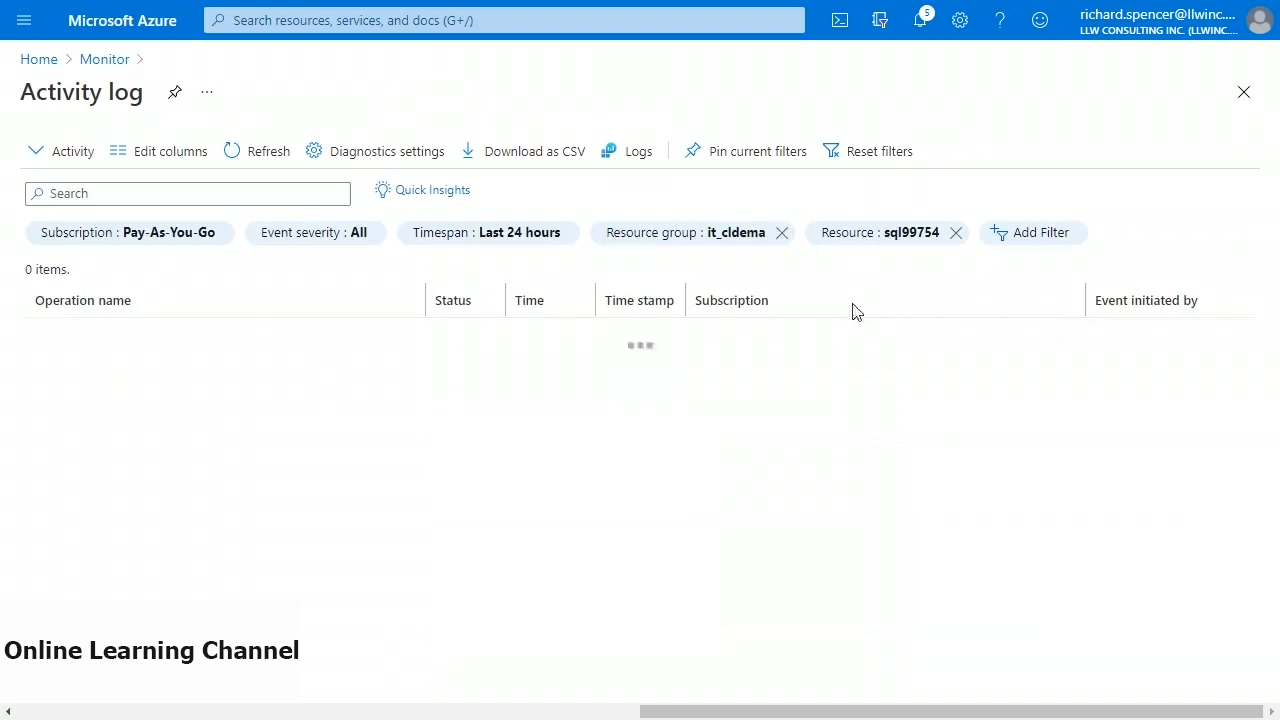 Microsoft Azure
Search resources, services, and docs (G+/)
5
richard.spencer@llwinc....
LLW CONSULTING INC. (LLWINC....
Home > Monitor >
Activity log
...
Activity
Edit columns
Refresh
Diagnostics settings
Download as CSV
Logs
Pin current filters
Reset filters
Search
Quick Insights
Subscription : Pay-As-You-Go
Event severity : All
Timespan : Last 24 hours
Resource group : it_cldema
Resource : sql99754
Add Filter
0 items.
Operation name
Status
Time
Time stamp
Subscription
Event initiated by
Online Learning Channel